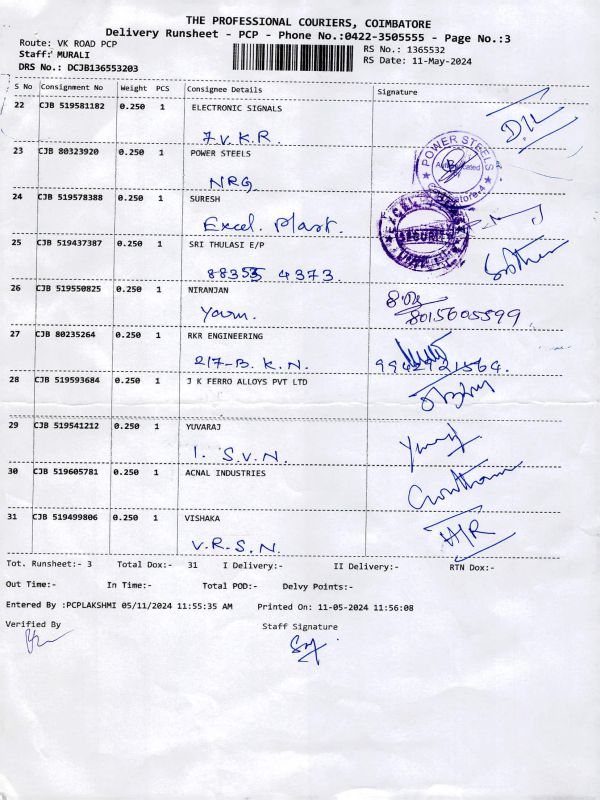 THE PROFESSIONAL COURIERS, COIMBATORE
Delivery Runsheet - PCP - Phone No.:0422-3505555 - Page No.:3
Route: VK ROAD PCP
Staff: MURALI
DRS No.: DCJB136553203
RS No.: 1365532
RS Date: 11-May-2024
S No Consignment No Weight PCS Consignee Details Signature
22 CJB 519581182 0.250 1 ELECTRONIC SIGNALS
7 V.K.R.
23 CJB 80323920 0.250 1 POWER STEELS
POWER STEELS
NRG
24 CJB 519578388 0.250 1 SURESH
Excel. Plast.
SECURITY
25 CJB 519437387 0.250 1 SRI THULASI E/P
88353 4373.
26 CJB 519550825 0.250 1 NIRANJAN
8015605599.
27 CJB 80235264 0.250 1 RKR ENGINEERING
217-B. K.N.
9942921564.
28 CJB 519593684 0.250 1 J K FERRO ALLOYS PVT LTD
29 CJB 519541212 0.250 1 YUVARAJ
1. S.V.N.
30 CJB 519605781 0.250 1 ACNAL INDUSTRIES
Gowtham
31 CJB 519499806 0.250 1 VISHAKA
V.R.S.N.
Tot. Runsheet:- 3 Total Dox:- 31 I Delivery:- II Delivery:- RTN Dox:-
Out Time:- In Time:- Total POD:- Delvy Points:-
Entered By :PCPLAKSHMI 05/11/2024 11:55:35 AM Printed On: 11-05-2024 11:56:08
Verified By Staff Signature